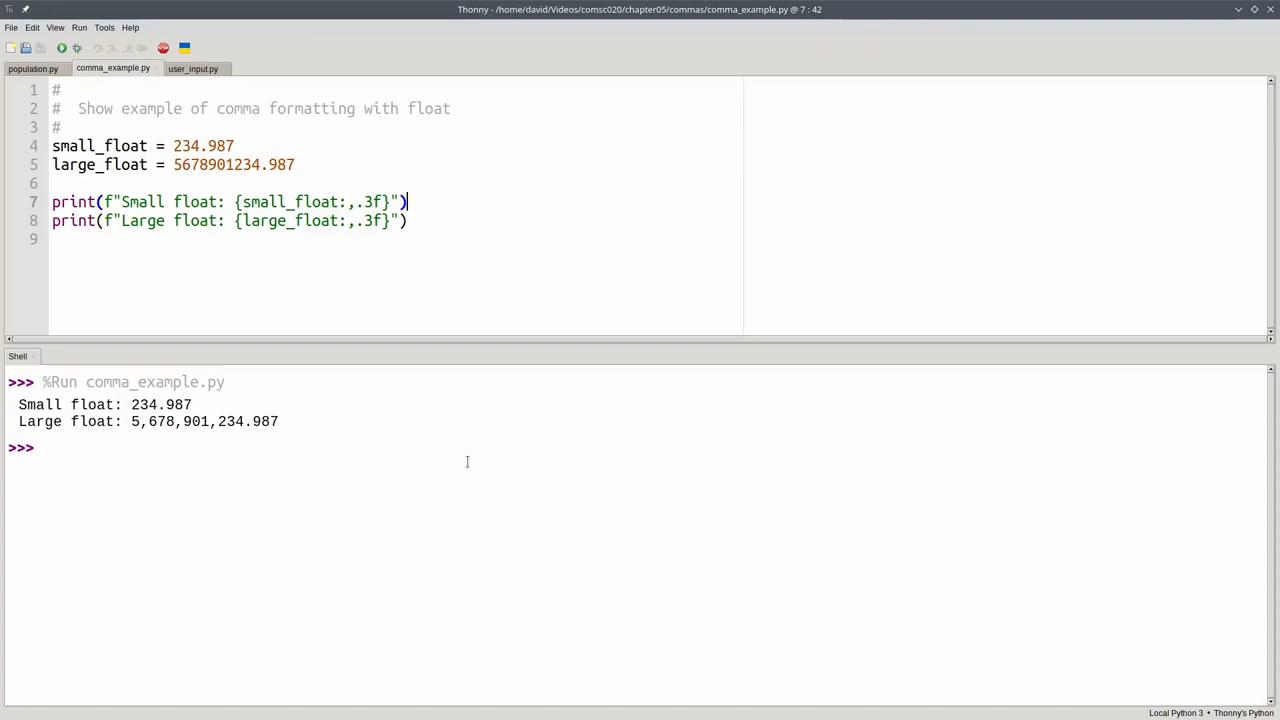 Thonny - /home/david/Videos/comsc020/chapter05/commas/comma_example.py @ 7 : 42
File Edit View Run Tools Help
STOP
population.py comma_example.py user_input.py
1 #
2 #  Show example of comma formatting with float
3 #
4 small_float = 234.987
5 large_float = 5678901234.987
6
7 print(f"Small float: {small_float:,.3f}")
8 print(f"Large float: {large_float:,.3f}")
9
Shell
>>> %Run comma_example.py
Small float: 234.987
Large float: 5,678,901,234.987
>>>
Local Python 3 • Thonny's Python